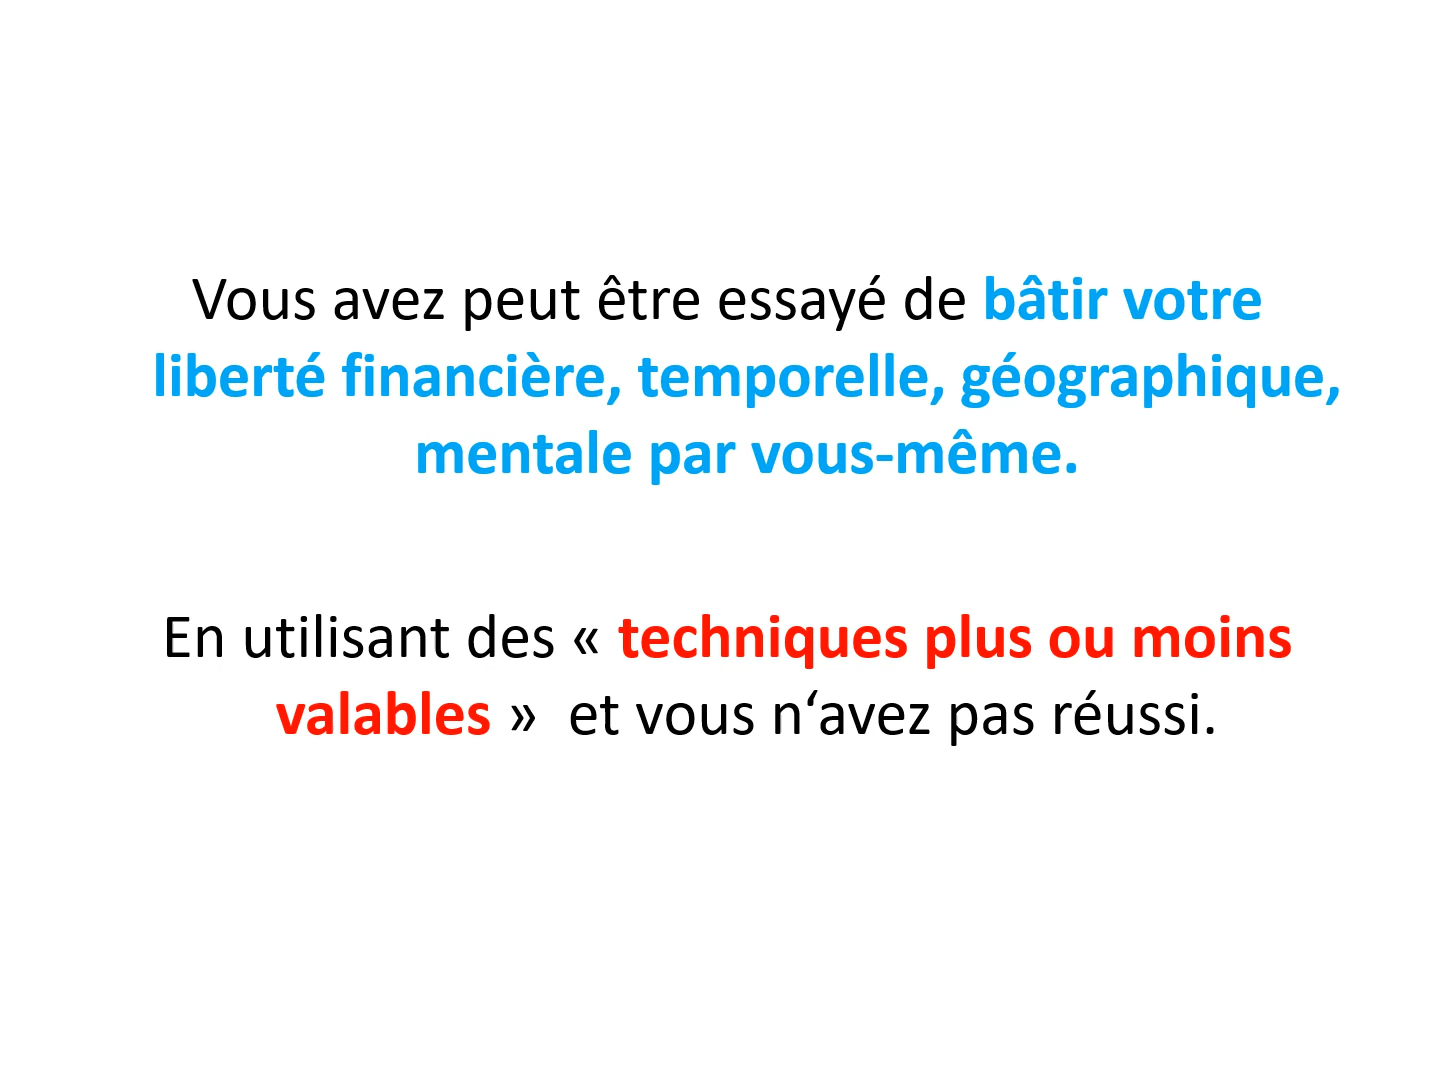 Vous avez peut être essayé de bâtir votre
liberté financière, temporelle, géographique,
mentale par vous-même.
En utilisant des « techniques plus ou moins
valables »  et vous n‘avez pas réussi.